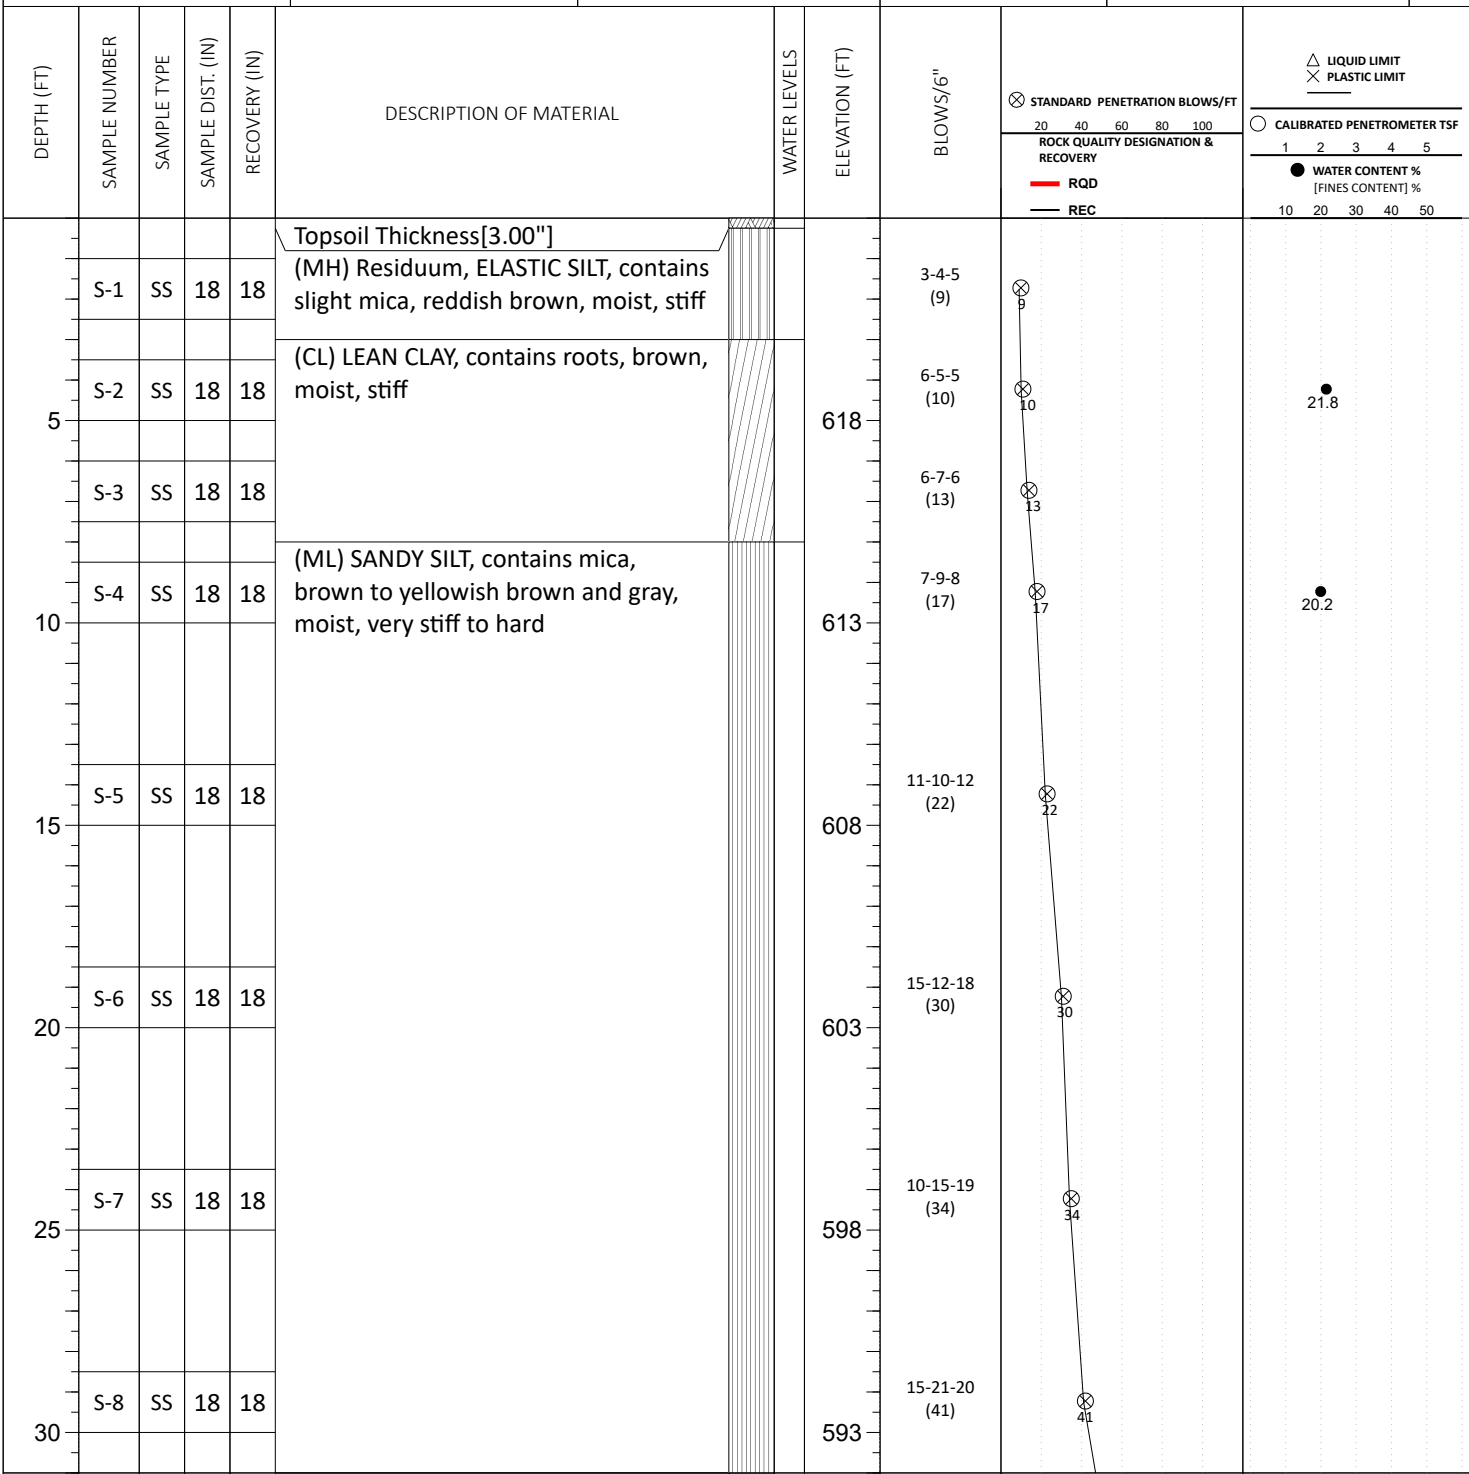 DEPTH (FT)
SAMPLE NUMBER
SAMPLE TYPE
SAMPLE DIST. (IN)
RECOVERY (IN)
DESCRIPTION OF MATERIAL
WATER LEVELS
ELEVATION (FT)
BLOWS/6"
STANDARD PENETRATION BLOWS/FT
20 40 60 80 100
ROCK QUALITY DESIGNATION &
RECOVERY
RQD
REC
LIQUID LIMIT
PLASTIC LIMIT
CALIBRATED PENETROMETER TSF
1 2 3 4 5
WATER CONTENT %
[FINES CONTENT] %
10 20 30 40 50
Topsoil Thickness[3.00"]
(MH) Residuum, ELASTIC SILT, contains
slight mica, reddish brown, moist, stiff
S-1 SS 18 18
3-4-5
(9)
9
(CL) LEAN CLAY, contains roots, brown,
moist, stiff
S-2 SS 18 18
6-5-5
(10)
10
21.8
5
618
S-3 SS 18 18
6-7-6
(13)
13
(ML) SANDY SILT, contains mica,
brown to yellowish brown and gray,
moist, very stiff to hard
S-4 SS 18 18
7-9-8
(17)
17
20.2
10
613
S-5 SS 18 18
11-10-12
(22)
22
15
608
S-6 SS 18 18
15-12-18
(30)
30
20
603
S-7 SS 18 18
10-15-19
(34)
34
25
598
S-8 SS 18 18
15-21-20
(41)
41
30
593